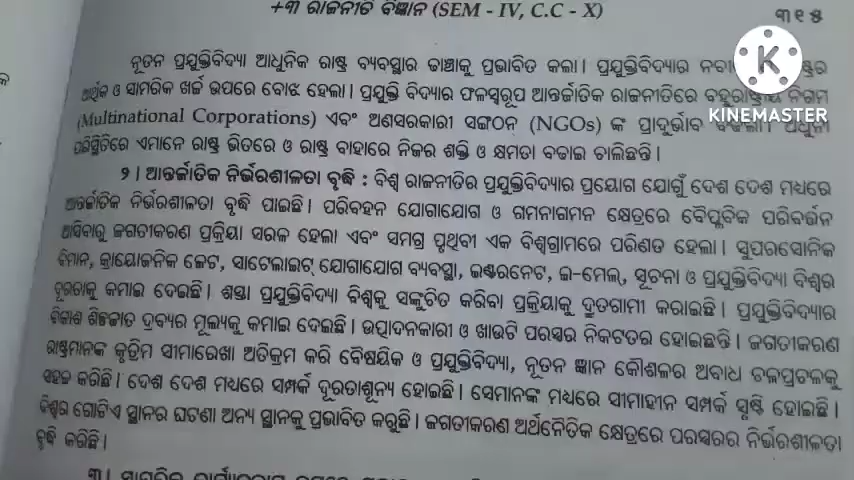 +୩ ରାଜନୀତି ବିଜ୍ଞାନ (SEM - IV, C.C - X)
୩୧୫
KINEMASTER
ନୂତନ ପ୍ରଯୁକ୍ତିବିଦ୍ୟା ଆଧୁନିକ ରାଷ୍ଟ୍ର ବ୍ୟବସ୍ଥାର ଢାଞ୍ଚାକୁ ପ୍ରଭାବିତ କଲା। ପ୍ରଯୁକ୍ତିବିଦ୍ୟାର
ଆର୍ଥିକ ଓ ସାମରିକ ଖର୍ଚ୍ଚ ଉପରେ ବୋଝ ହେଲା। ପ୍ରଯୁକ୍ତି ବିଦ୍ୟାର ଫଳସ୍ୱରୂପ ଆନ୍ତର୍ଜାତିକ ରାଜନୀତିରେ ବହୁରାଷ୍ଟ୍ରୀୟ ନିଗମ
(Multinational Corporations) ଏବଂ ଅଣସରକାରୀ ସଙ୍ଗଠନ (NGOs) ଙ୍କ ପ୍ରାଦୁର୍ଭାବ
ପରିସ୍ଥିତିରେ ଏମାନେ ରାଷ୍ଟ୍ର ଭିତରେ ଓ ରାଷ୍ଟ୍ର ବାହାରେ ନିଜର ଶକ୍ତି ଓ କ୍ଷମତା ବଢାଇ ଚାଲିଛନ୍ତି।
୨। ଆନ୍ତର୍ଜାତିକ ନିର୍ଭରଶୀଳତା ବୃଦ୍ଧି : ବିଶ୍ୱ ରାଜନୀତିର ପ୍ରଯୁକ୍ତିବିଦ୍ୟାର ପ୍ରୟୋଗ ଯୋଗୁଁ ଦେଶ ଦେଶ ମଧ୍ୟରେ
ଆନ୍ତର୍ଜାତିକ ନିର୍ଭରଶୀଳତା ବୃଦ୍ଧି ପାଇଛି। ପରିବହନ ଯୋଗାଯୋଗ ଓ ଗମନାଗମନ କ୍ଷେତ୍ରରେ ବୈପ୍ଳବିକ ପରିବର୍ତ୍ତନ
ଆସିବାରୁ ଜଗତୀକରଣ ପ୍ରକ୍ରିୟା ସରଳ ହେଲା ଏବଂ ସମଗ୍ର ପୃଥିବୀ ଏକ ବିଶ୍ୱଗ୍ରାମରେ ପରିଣତ ହେଲା। ସୁପରସୋନିକ
ବିମାନ, କ୍ରାୟୋଜନିକ ଜେଟ, ସାଟେଲାଇଟ୍ ଯୋଗାଯୋଗ ବ୍ୟବସ୍ଥା, ଇଣ୍ଟରନେଟ, ଇ-ମେଲ୍, ସୂଚନା ଓ ପ୍ରଯୁକ୍ତିବିଦ୍ୟା ବିଶ୍ୱର
ଦୂରତାକୁ କମାଇ ଦେଇଛି। ଶସ୍ତା ପ୍ରଯୁକ୍ତିବିଦ୍ୟା ବିଶ୍ୱକୁ ସଙ୍କୁଚିତ କରିବା ପ୍ରକ୍ରିୟାକୁ ଦ୍ରୁତଗାମୀ କରାଇଛି। ପ୍ରଯୁକ୍ତିବିଦ୍ୟାର
ବିକାଶ ଶିଳ୍ପଜାତ ଦ୍ରବ୍ୟର ମୂଲ୍ୟକୁ କମାଇ ଦେଇଛି। ଉତ୍ପାଦନକାରୀ ଓ ଖାଉଟି ପରସ୍ପର ନିକଟତର ହୋଇଛନ୍ତି। ଜଗତୀକରଣ
ରାଷ୍ଟ୍ରମାନଙ୍କ କୃତ୍ରିମ ସୀମାରେଖା ଅତିକ୍ରମ କରି ବୈଷୟିକ ଓ ପ୍ରଯୁକ୍ତିବିଦ୍ୟା, ନୂତନ ଜ୍ଞାନ କୌଶଳର ଅବାଧ ଚଳପ୍ରଚଳକୁ
ସହଜ କରିଛି। ଦେଶ ଦେଶ ମଧ୍ୟରେ ସମ୍ପର୍କ ଦୂରତାଶୂନ୍ୟ ହୋଇଛି। ସେମାନଙ୍କ ମଧ୍ୟରେ ସୀମାହୀନ ସମ୍ପର୍କ ସୃଷ୍ଟି ହୋଇଛି।
ବିଶ୍ୱର ଗୋଟିଏ ସ୍ଥାନର ଘଟଣା ଅନ୍ୟ ସ୍ଥାନକୁ ପ୍ରଭାବିତ କରୁଛି। ଜଗତୀକରଣ ଅର୍ଥନୈତିକ କ୍ଷେତ୍ରରେ ପରସ୍ପରର ନିର୍ଭରଶୀଳତା
ବୃଦ୍ଧି କରିଛି।